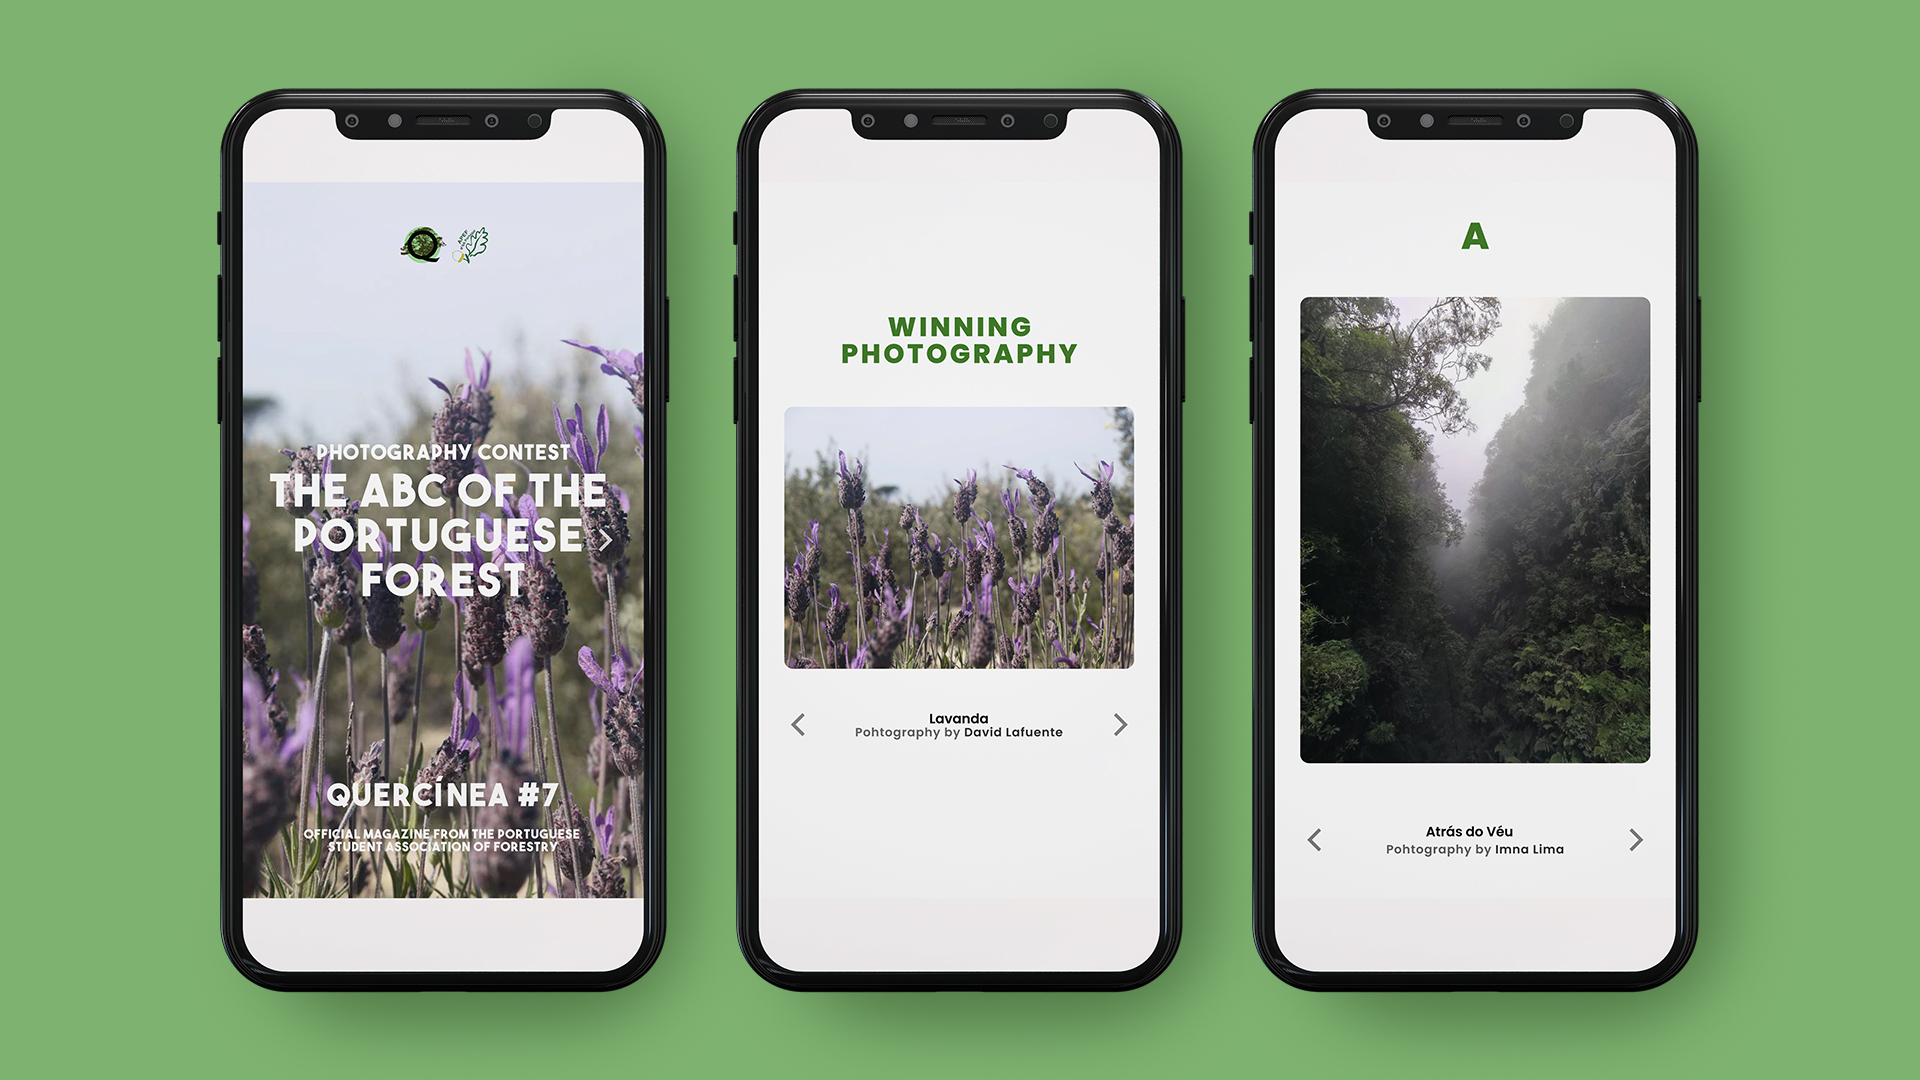 Q
PHOTOGRAPHY CONTEST
THE ABC OF THE
PORTUGUESE
FOREST
QUERCÍNEA #7
OFFICIAL MAGAZINE FROM THE PORTUGUESE
STUDENT ASSOCIATION OF FORESTRY
WINNING
PHOTOGRAPHY
Lavanda
Pohtography by David Lafuente
A
Atrás do Véu
Pohtography by Imna Lima